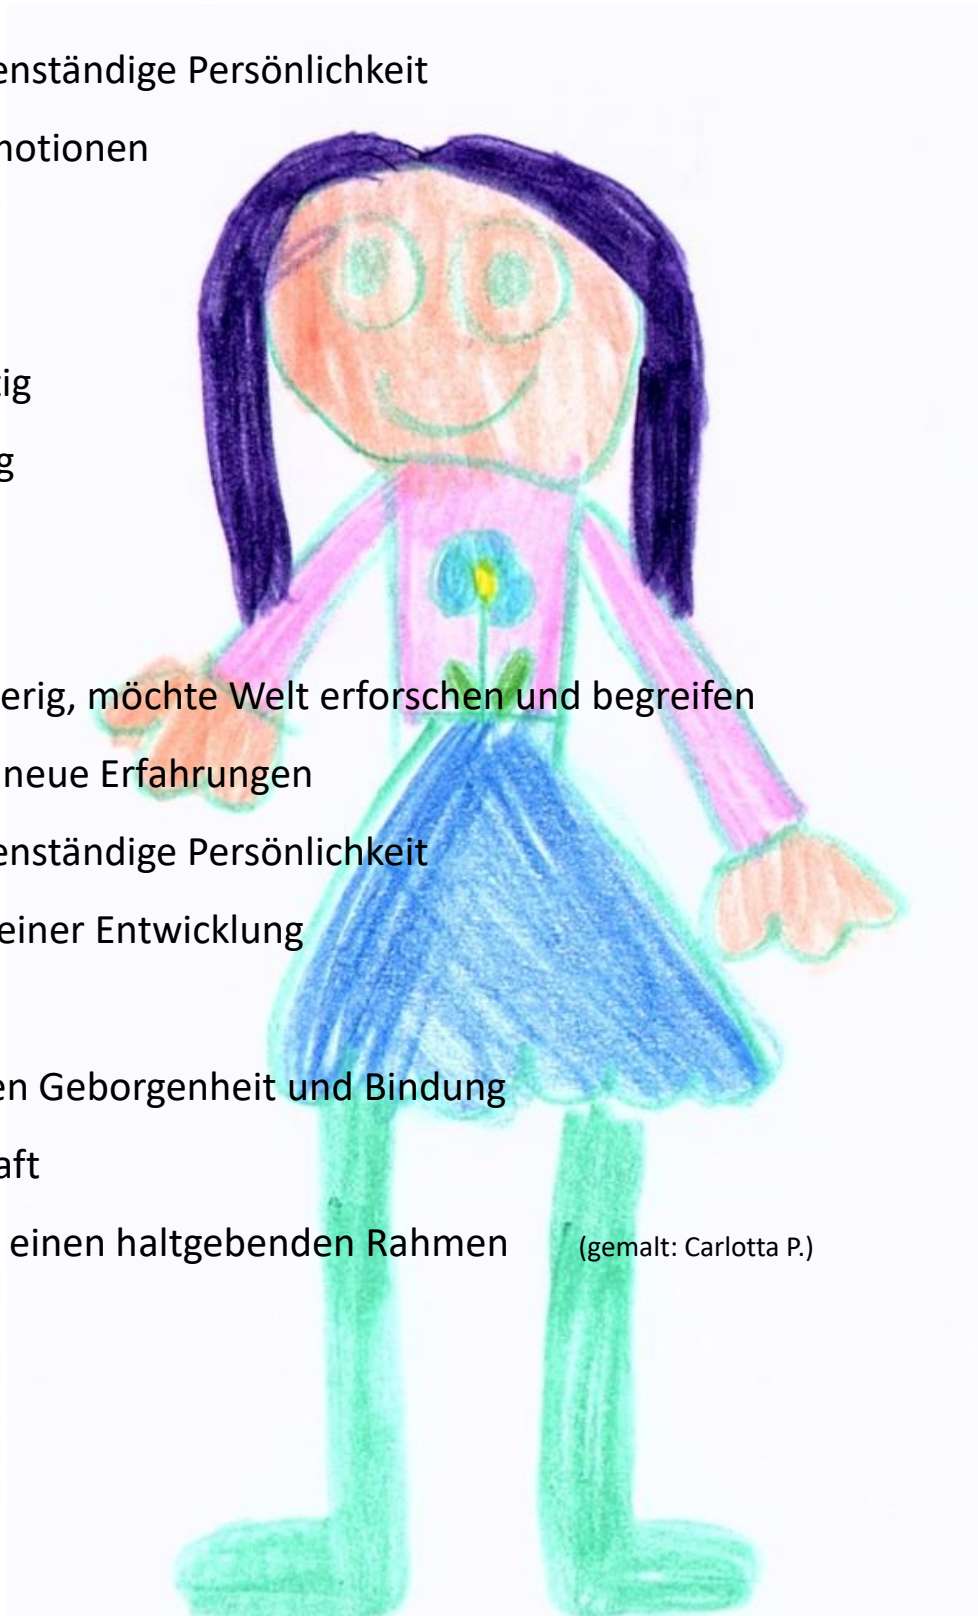 enständige Persönlichkeit
notionen
tig
g
erig, möchte Welt erforschen und begreifen
neue Erfahrungen
enständige Persönlichkeit
einer Entwicklung
en Geborgenheit und Bindung
aft
einen haltgebenden Rahmen (gemalt: Carlotta P.)